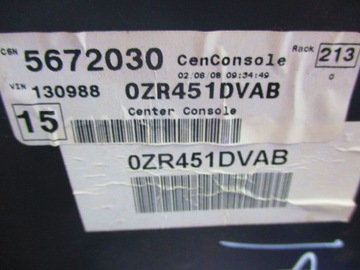 CSN 5672030 CenConsole Rack 213
02/06/08 09:34:49 0
VIN 130988 0ZR451DVAB
15 Center Console
0ZR451DVAB